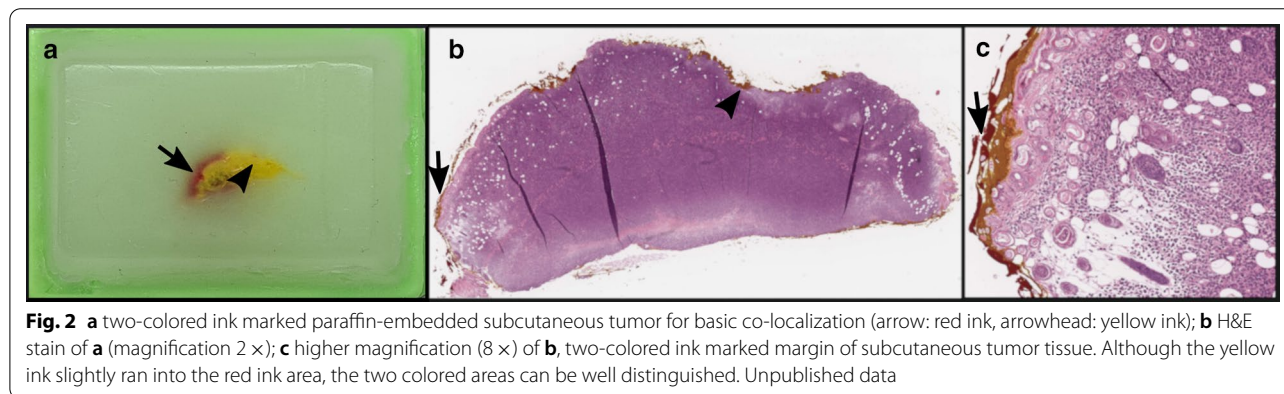 a
b
c
Fig. 2 a two-colored ink marked paraffin-embedded subcutaneous tumor for basic co-localization (arrow: red ink, arrowhead: yellow ink); b H&E
stain of a (magnification 2 ×); c higher magnification (8 ×) of b, two-colored ink marked margin of subcutaneous tumor tissue. Although the yellow
ink slightly ran into the red ink area, the two colored areas can be well distinguished. Unpublished data